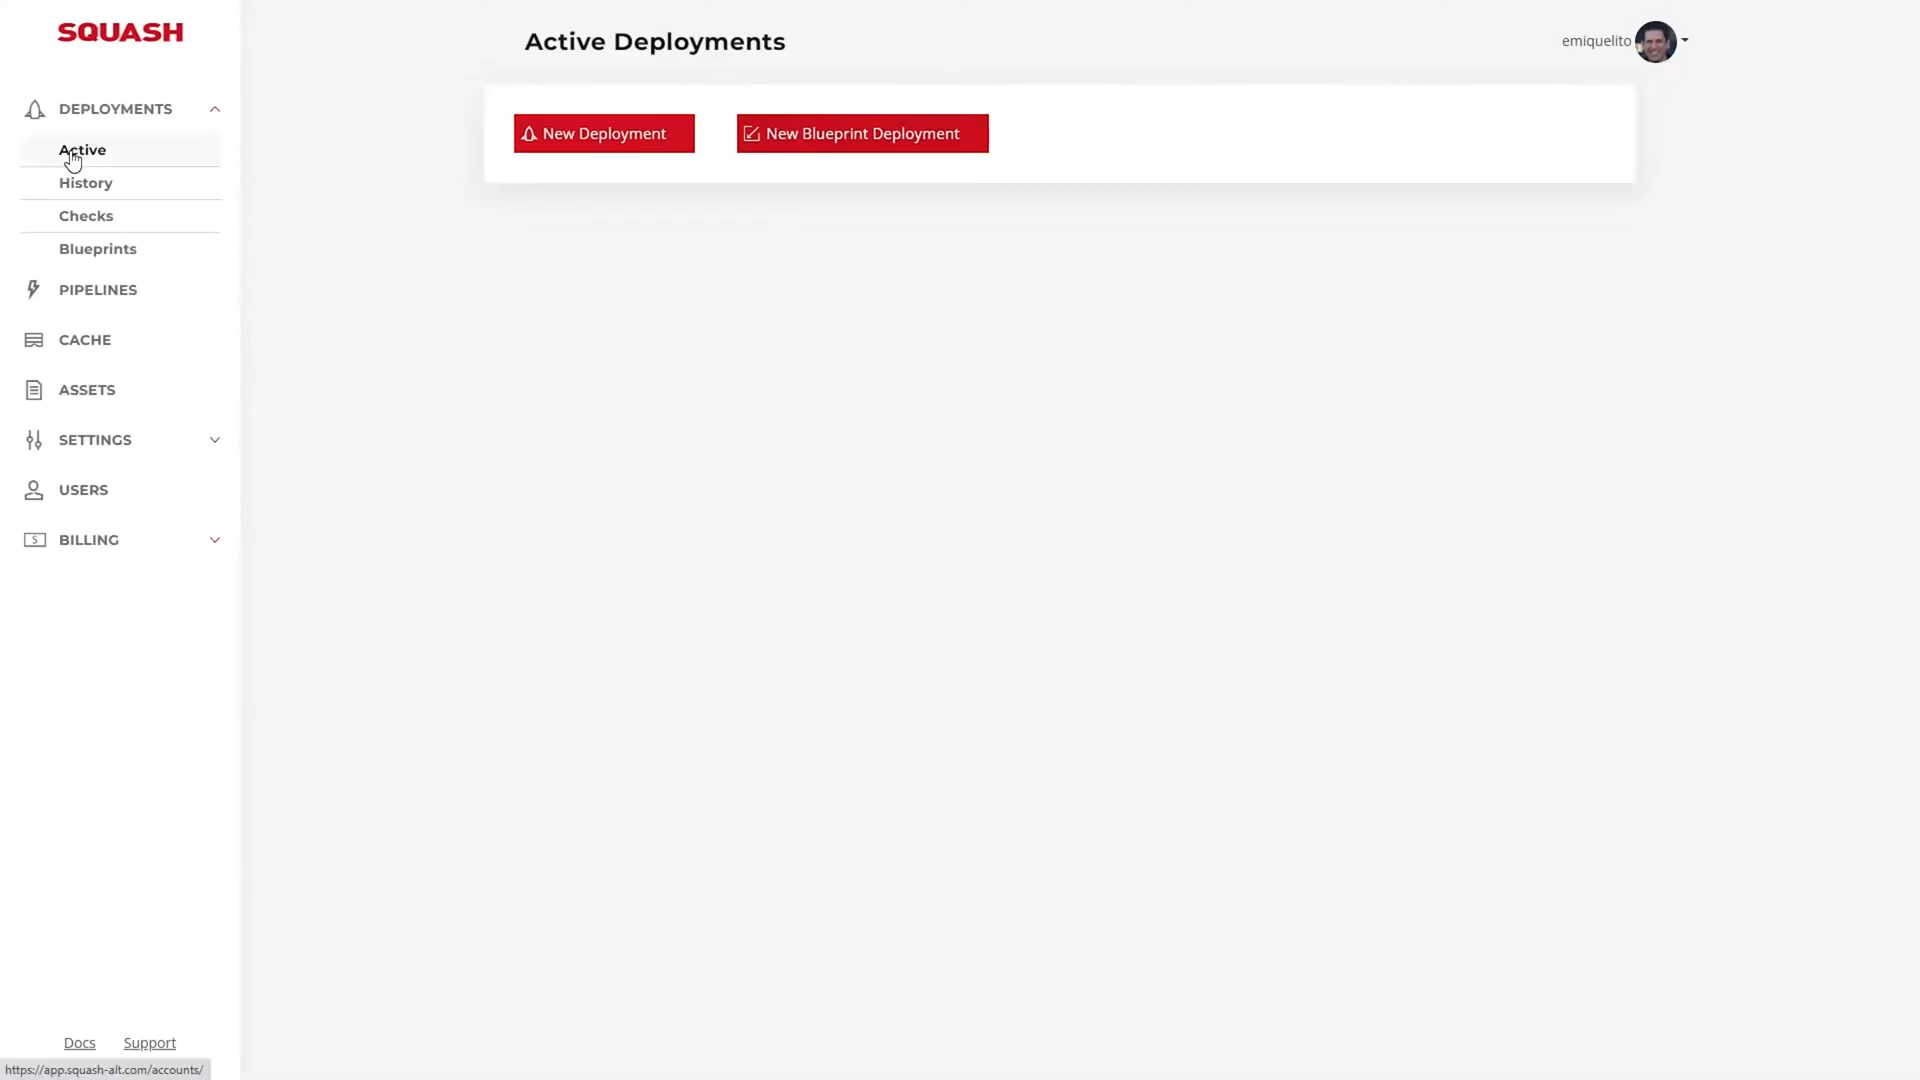 SQUASH
Active Deployments
emiquelito
DEPLOYMENTS
Active
History
Checks
Blueprints
PIPELINES
CACHE
ASSETS
SETTINGS
USERS
BILLING
New Deployment
New Blueprint Deployment
Docs
Support
https://app.squash-alt.com/accounts/